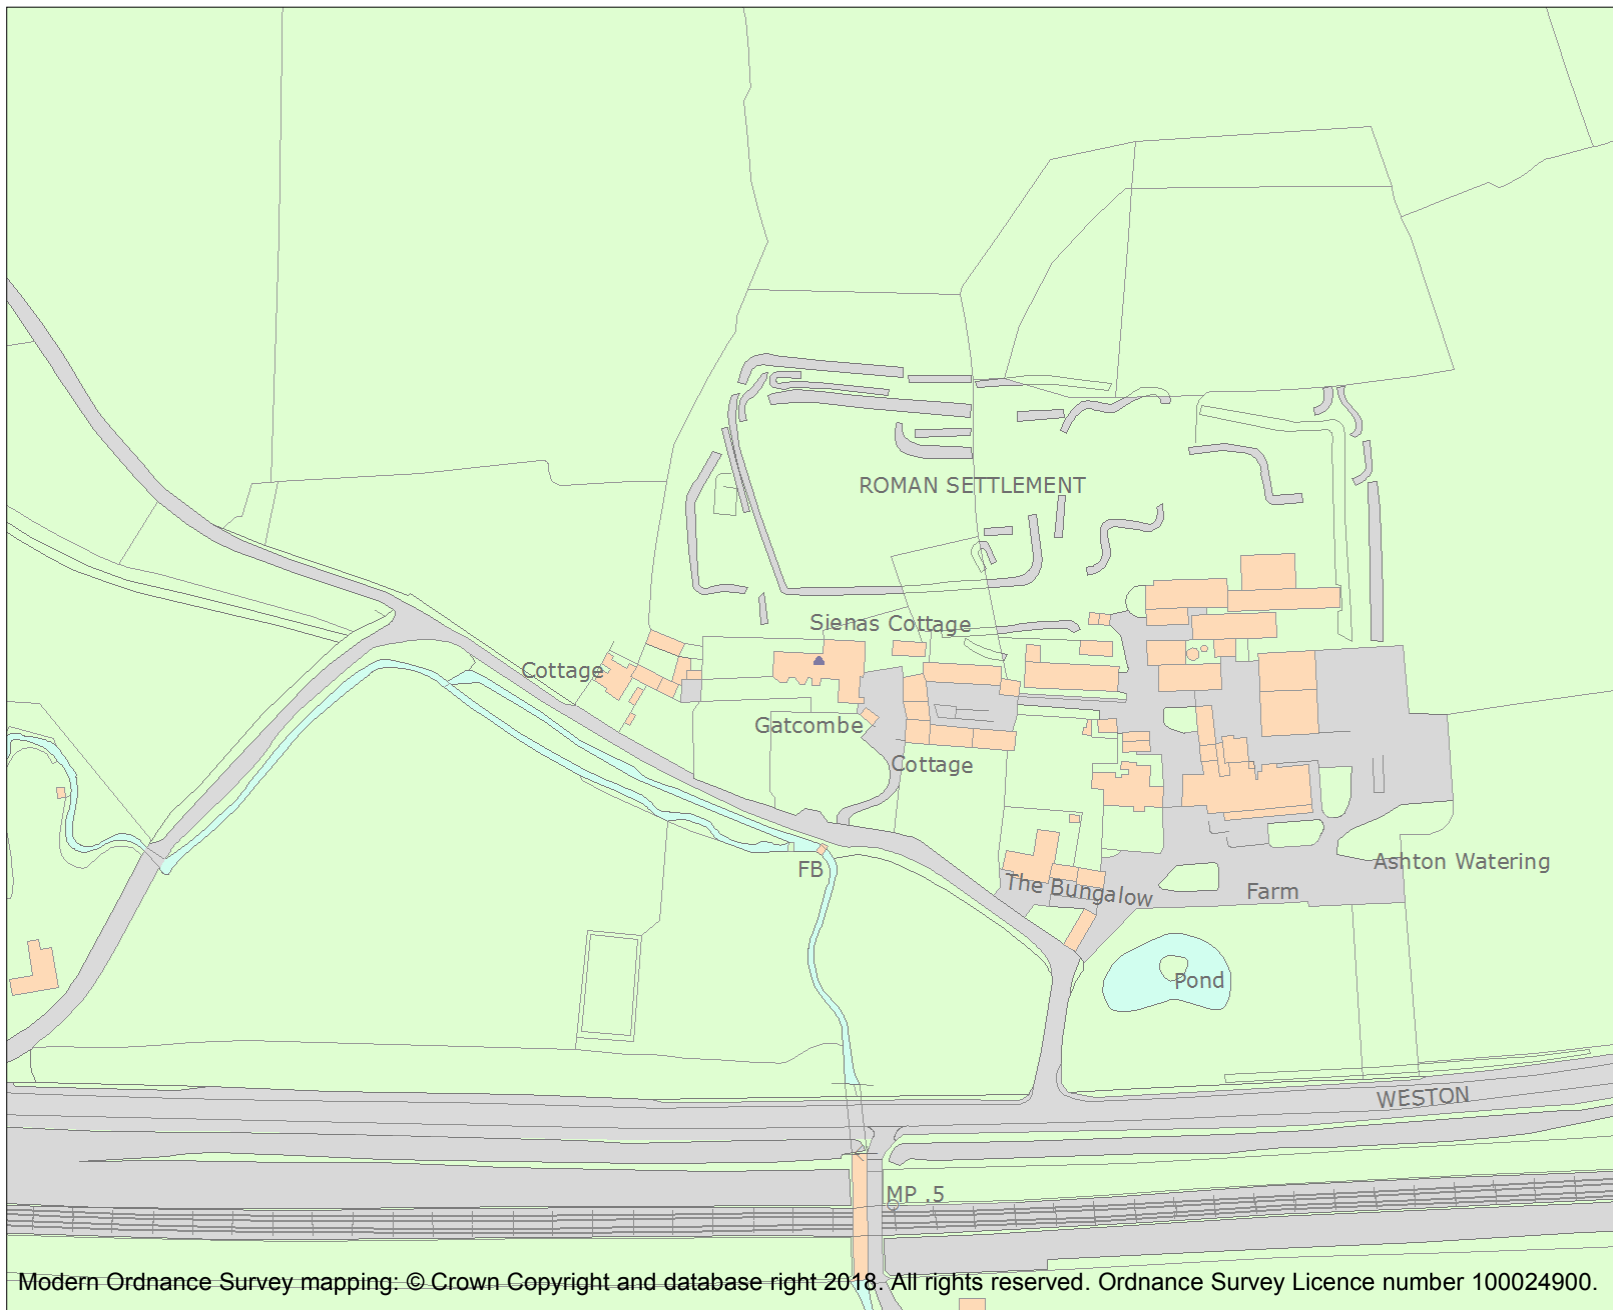 ROMAN SETTLEMENT
Sienas Cottage
Cottage
Gatcombe
Cottage
FB
The Bungalow
Farm
Ashton Watering
Pond
WESTON
MP .5
Modern Ordnance Survey mapping: © Crown Copyright and database right 2018. All rights reserved. Ordnance Survey Licence number 100024900.